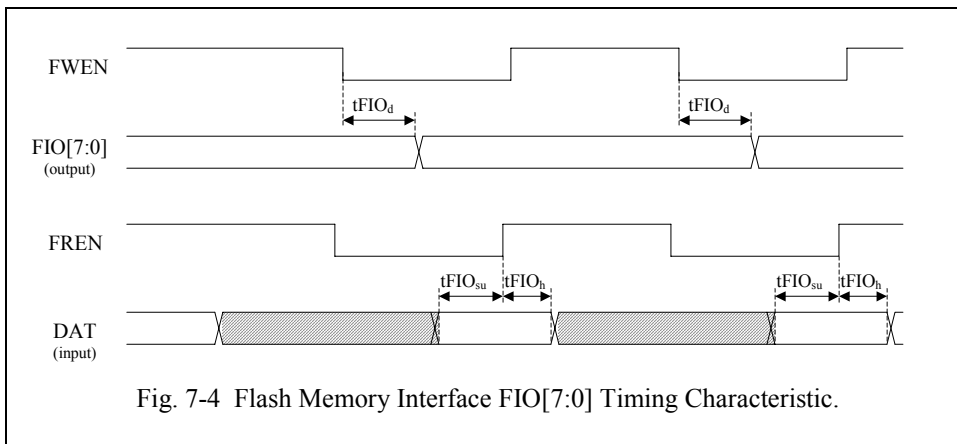 FWEN
tFIOd tFIOd
FIO[7:0]
(output)
FREN
tFIOsu tFIOh tFIOsu tFIOh
DAT
(input)
Fig. 7-4 Flash Memory Interface FIO[7:0] Timing Characteristic.